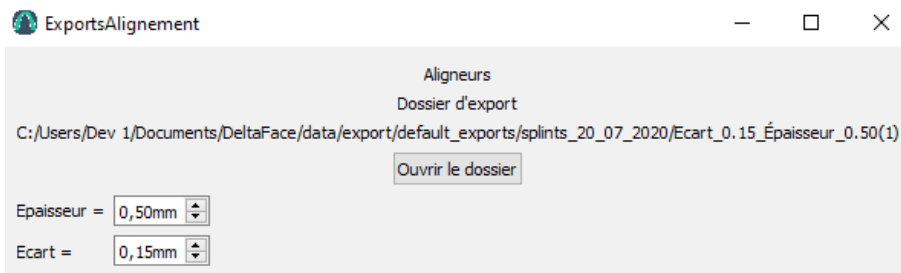 ExportsAlignement
Aligneurs
Dossier d'export
C:/Users/Dev 1/Documents/DeltaFace/data/export/default_exports/splints_20_07_2020/Ecart_0.15_Épaisseur_0.50(1)
Ouvrir le dossier
Epaisseur = 0,50mm
Ecart = 0,15mm